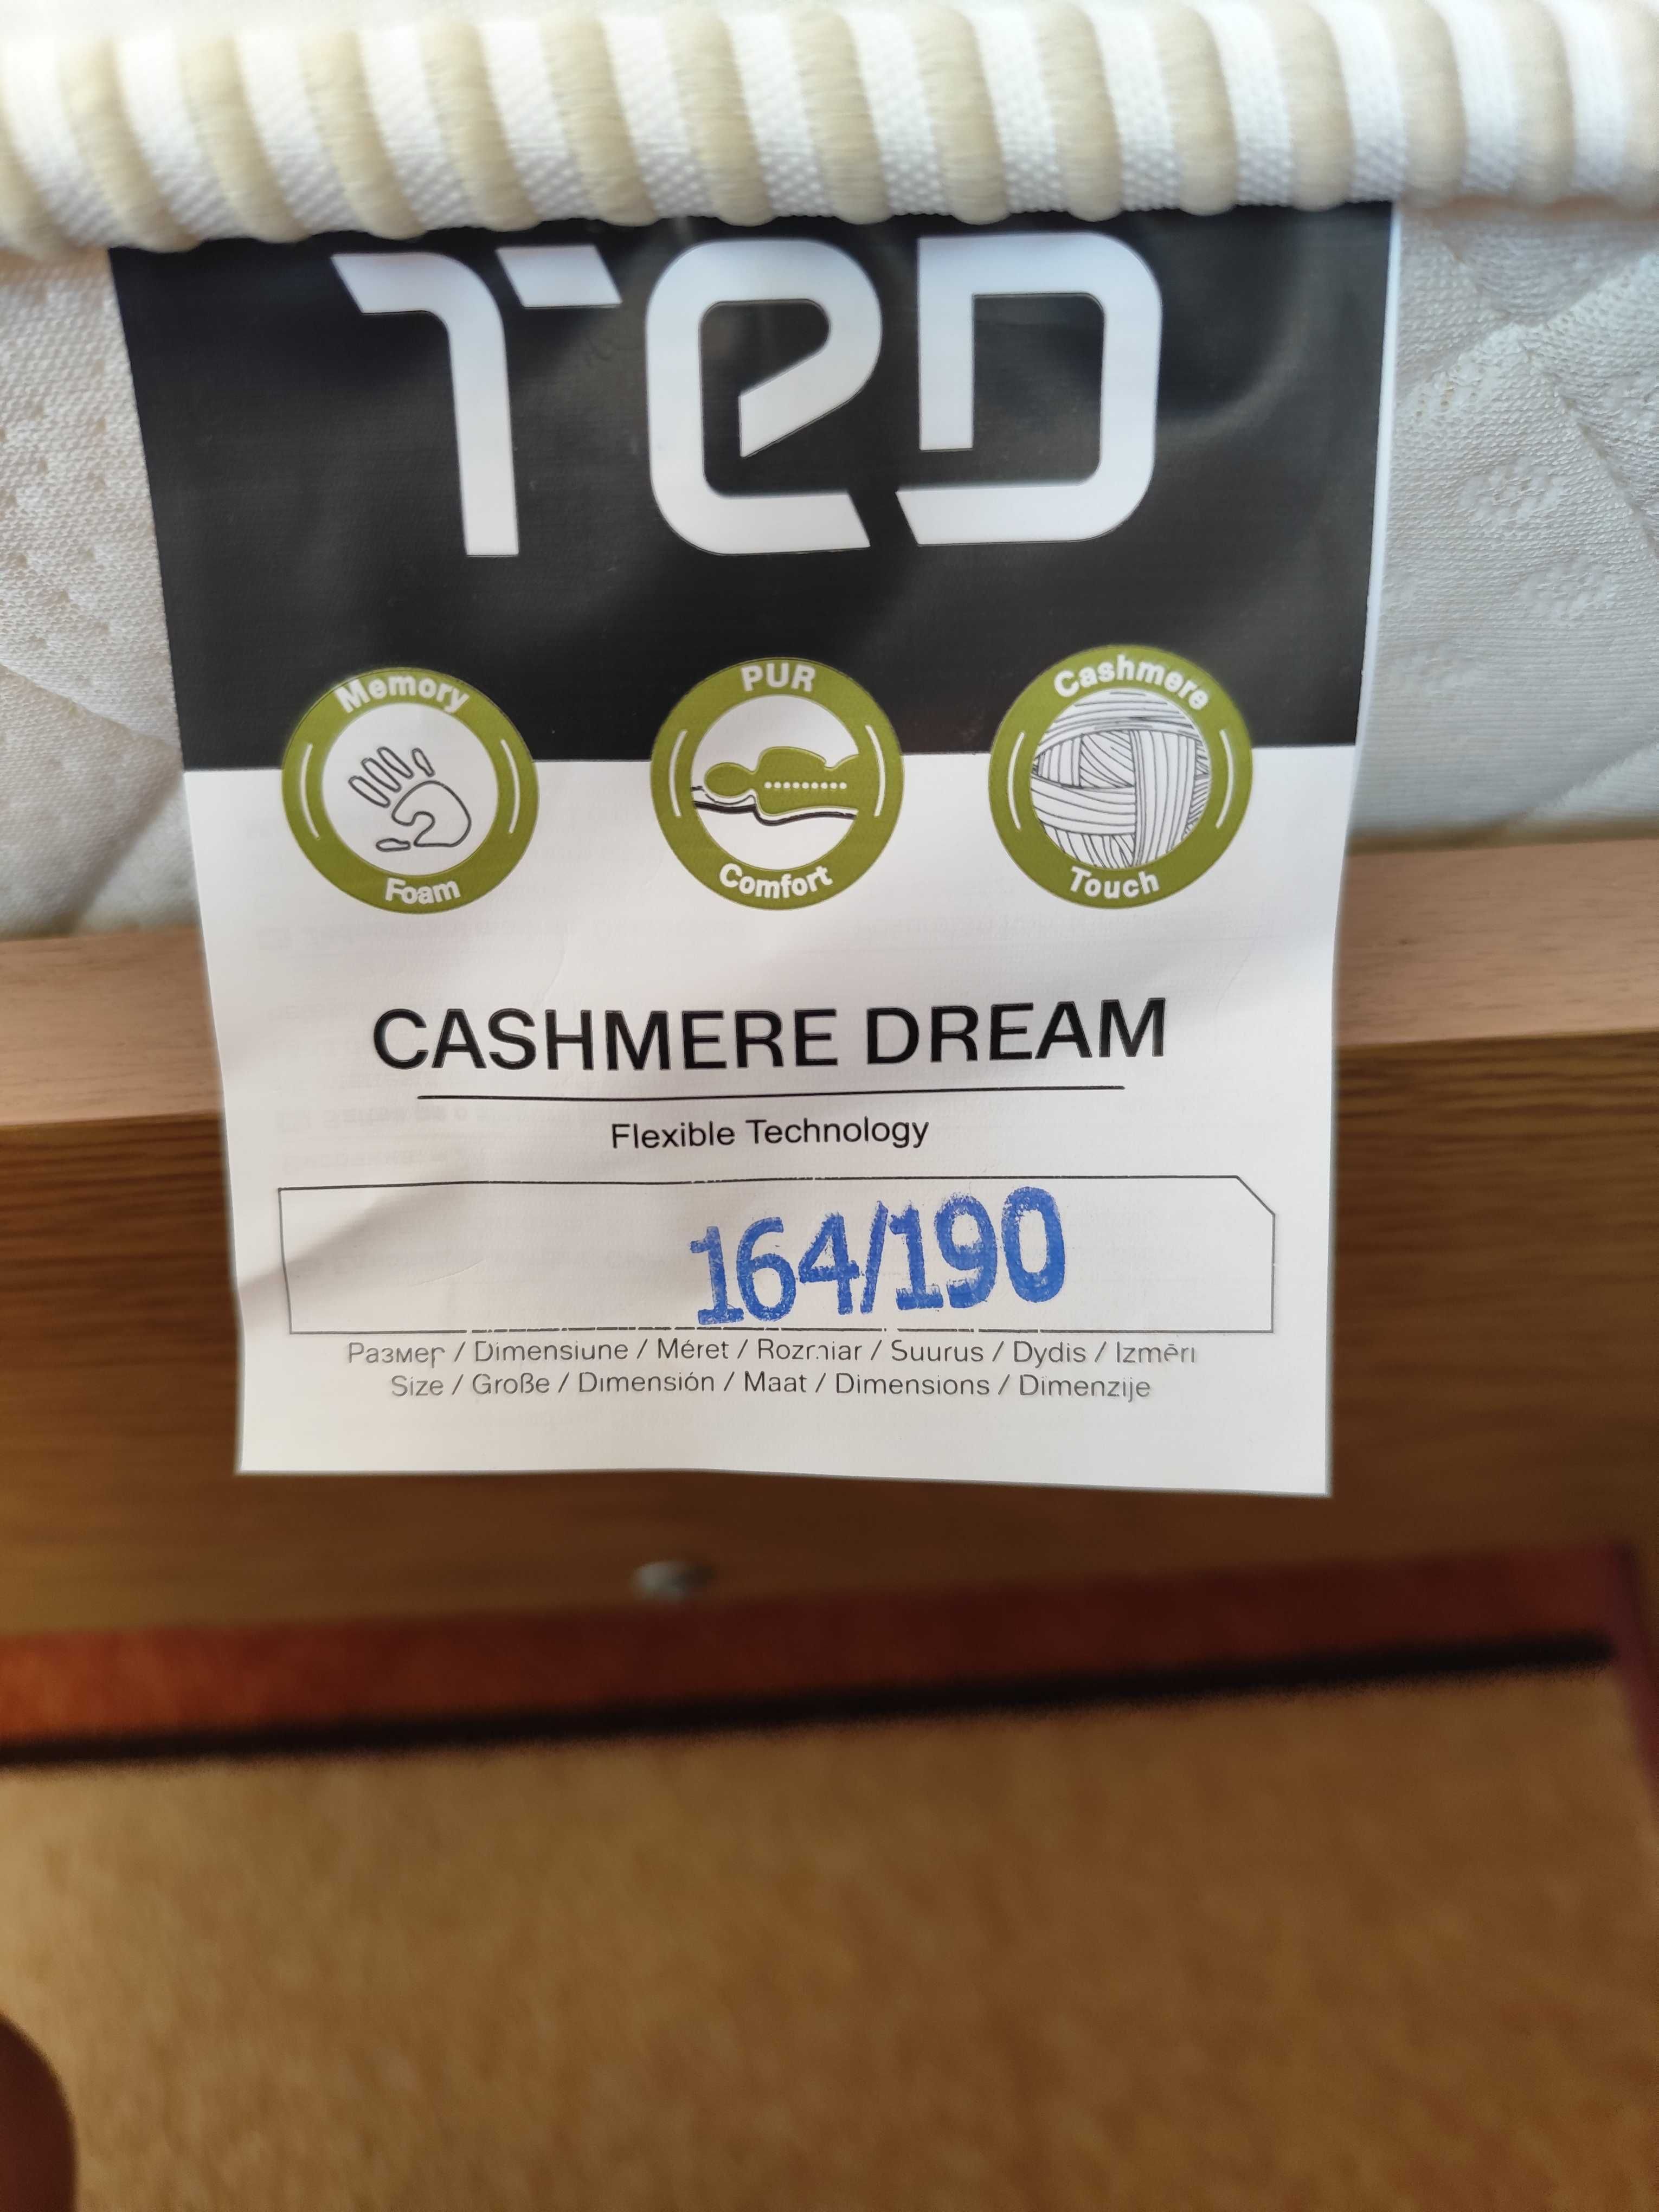 TED
Memory Foam
PUR Comfort
Cashmere Touch
CASHMERE DREAM
Flexible Technology
164/190
Размер / Dimensiune / Méret / Rozmiar / Suurus / Dydis / Izmēri
Size / Große / Dimensión / Maat / Dimensions / Dimenzije